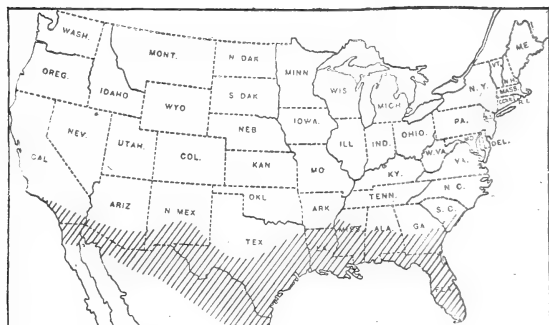 WASH.
MONT.
N DAK
MINN
ME.
VT.
N.H.
OREG.
IDAHO
S DAK
WIS
MICH
N.Y.
MASS
CONN
R.I.
WYO
NEB
IOWA.
PA.
NEV.
UTAH.
COL.
ILL
IND.
OHIO.
DEL.
W.VA.
VA.
CAL
KAN
MO
KY.
N C.
TENN.
OKL
ARK
S.C.
ARIZ
N MEX
TEX
LA
MISS
ALA
GA
FLA